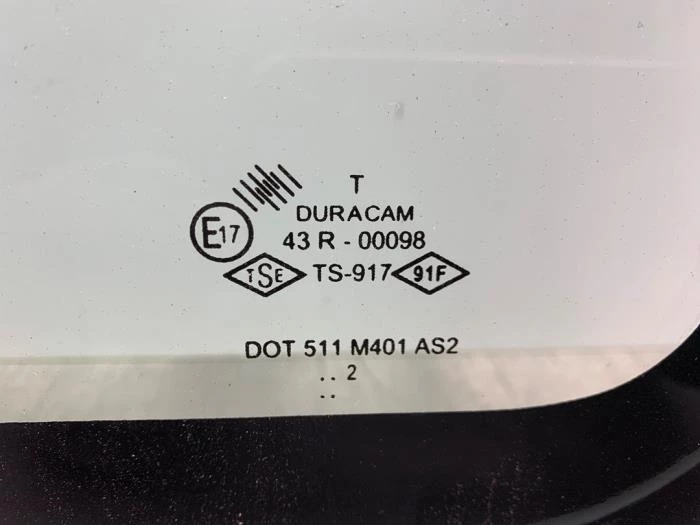 T
DURACAM
E17 43 R - 00098
TSE TS-917 91F
DOT 511 M401 AS2
.. 2
..